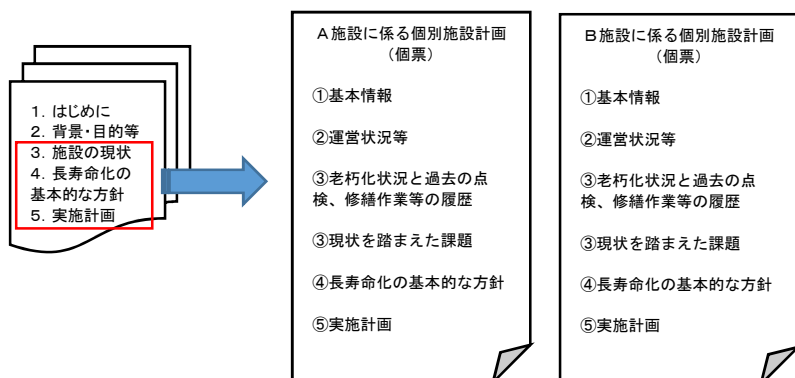 1. はじめに
2. 背景・目的等
3. 施設の現状
4. 長寿命化の
基本的な方針
5. 実施計画
A施設に係る個別施設計画
(個票)
①基本情報
②運営状況等
③老朽化状況と過去の点
検、修繕作業等の履歴
③現状を踏まえた課題
④長寿命化の基本的な方針
⑤実施計画
B施設に係る個別施設計画
(個票)
①基本情報
②運営状況等
③老朽化状況と過去の点
検、修繕作業等の履歴
③現状を踏まえた課題
④長寿命化の基本的な方針
⑤実施計画